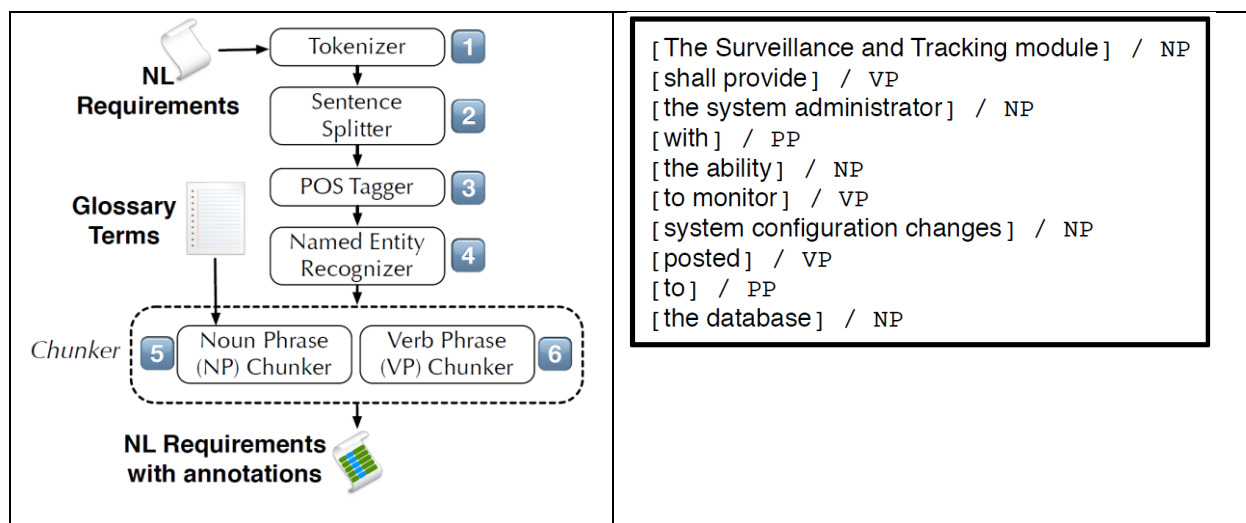 NL
Requirements
Tokenizer
1
Sentence
Splitter
2
POS Tagger
3
Glossary
Terms
Named Entity
Recognizer
4
Chunker
5
Noun Phrase
(NP) Chunker
Verb Phrase
(VP) Chunker
6
NL Requirements
with annotations
[The Surveillance and Tracking module] / NP
[shall provide] / VP
[the system administrator] / NP
[with] / PP
[the ability] / NP
[to monitor] / VP
[system configuration changes] / NP
[posted] / VP
[to] / PP
[the database] / NP